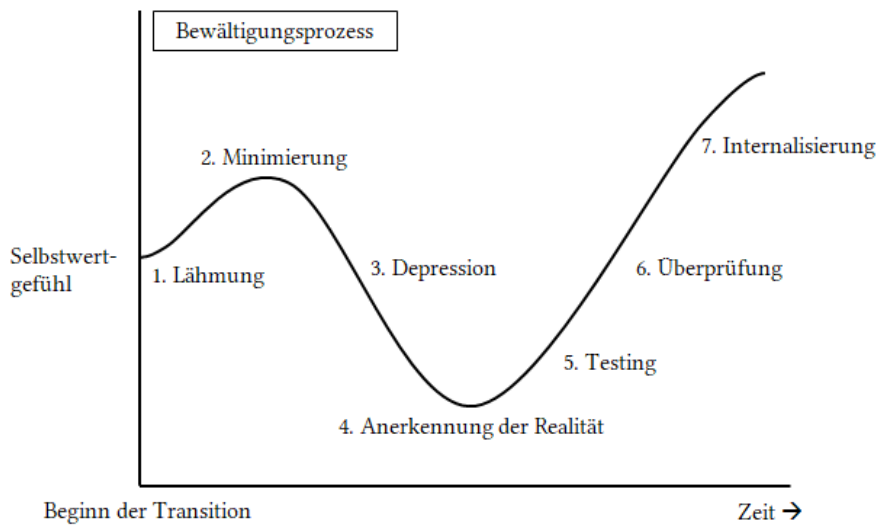 Bewältigungsprozess
2. Minimierung
7. Internalisierung
Selbstwert-
gefühl
1. Lähmung
3. Depression
6. Überprüfung
5. Testing
4. Anerkennung der Realität
Beginn der Transition
Zeit →